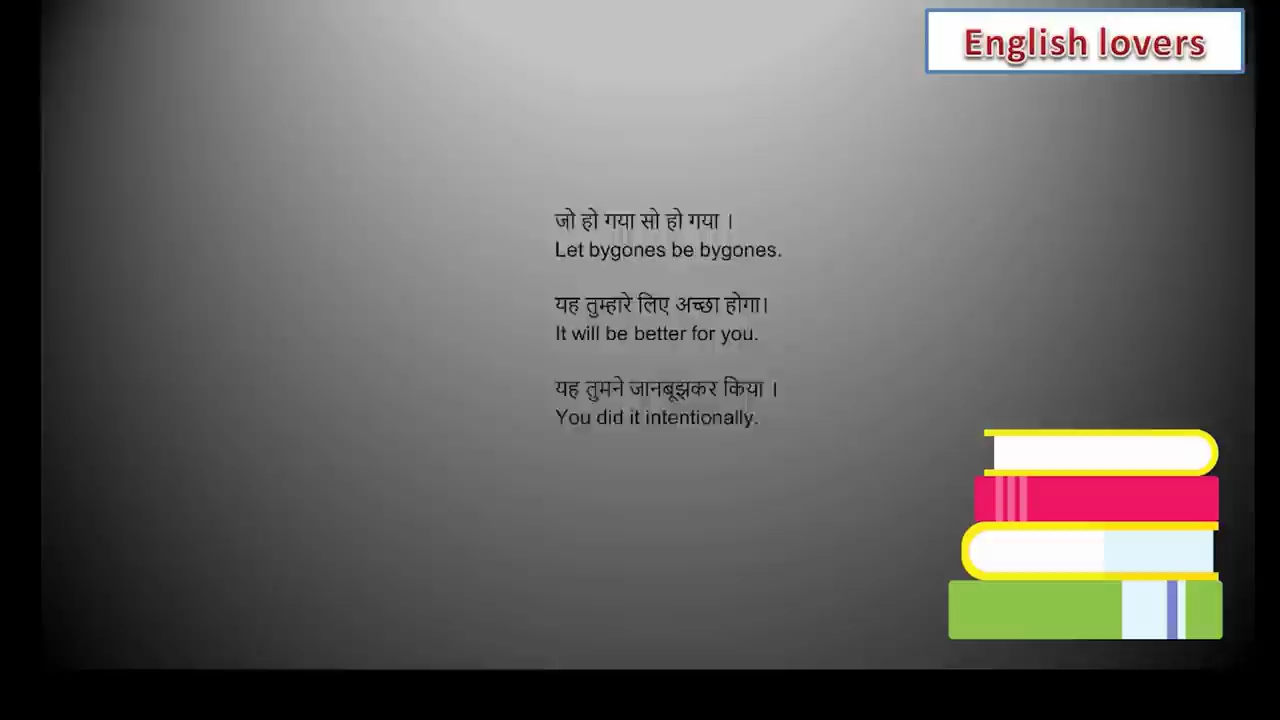 English lovers
जो हो गया सो हो गया ।
Let bygones be bygones.
यह तुम्हारे लिए अच्छा होगा।
It will be better for you.
यह तुमने जानबूझकर किया ।
You did it intentionally.